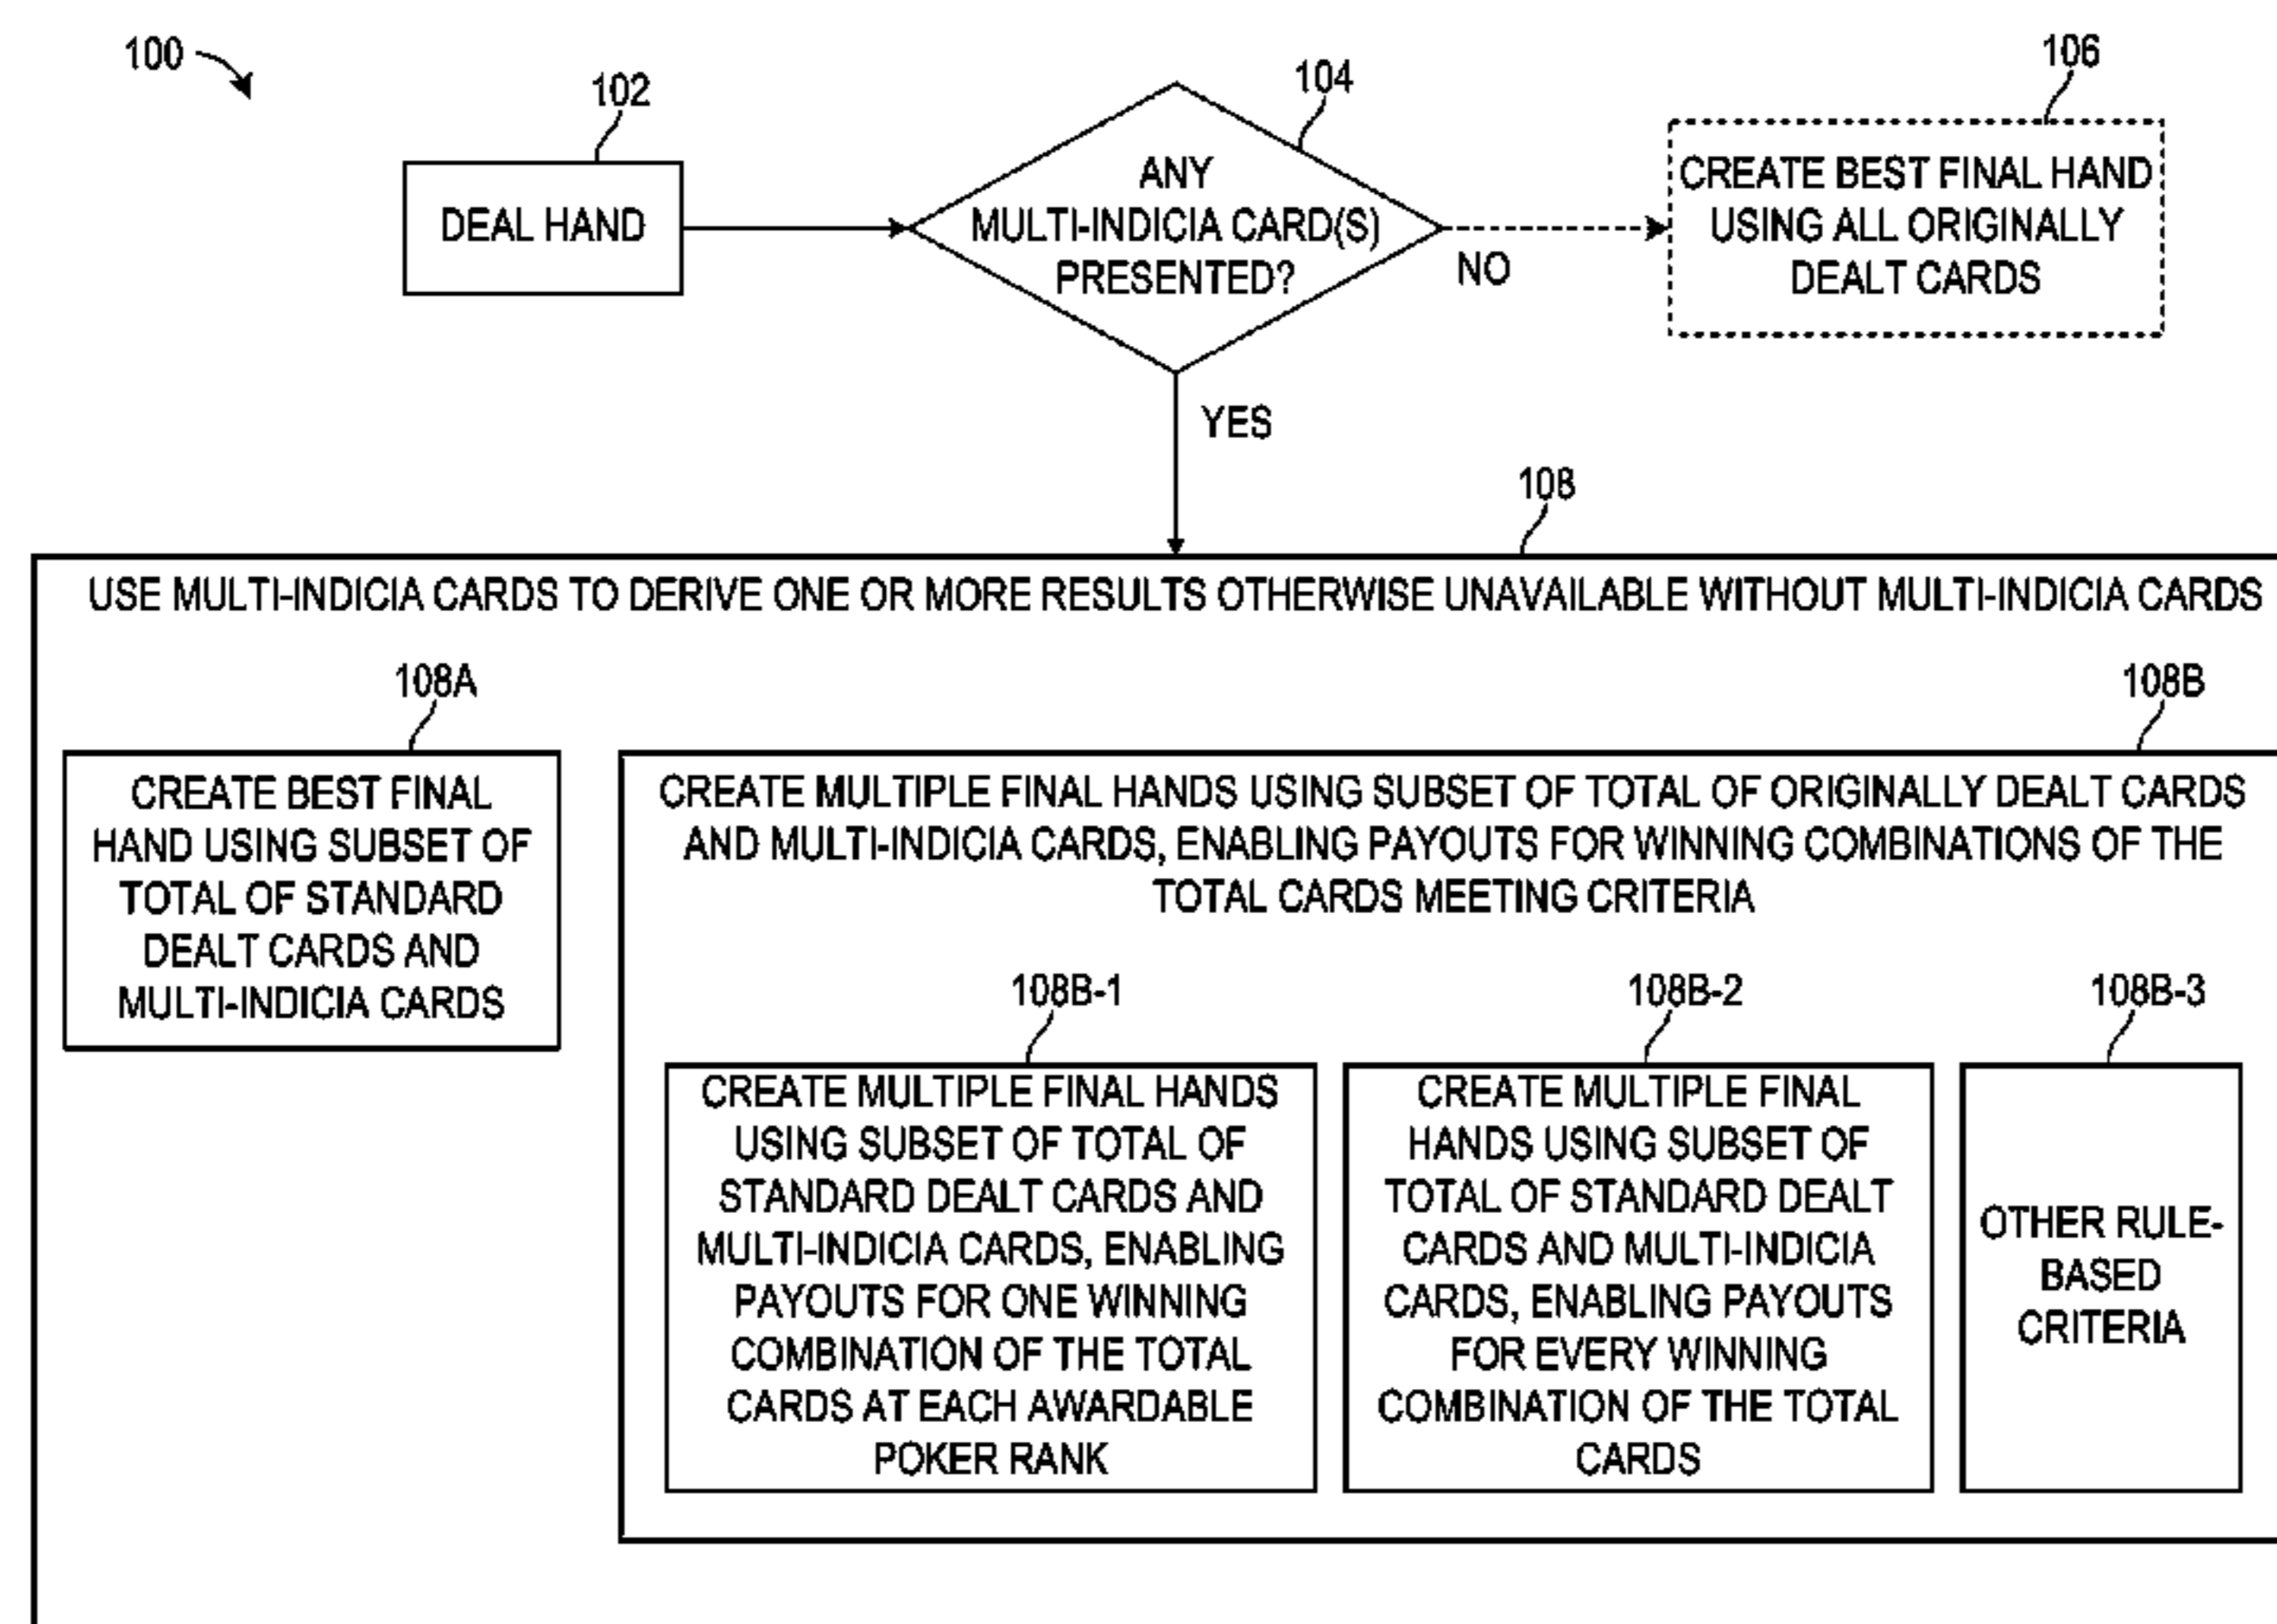 100
102
DEAL HAND
104
ANY
MULTI-INDICIA CARD(S)
PRESENTED?
NO
YES
106
CREATE BEST FINAL HAND
USING ALL ORIGINALLY
DEALT CARDS
108
USE MULTI-INDICIA CARDS TO DERIVE ONE OR MORE RESULTS OTHERWISE UNAVAILABLE WITHOUT MULTI-INDICIA CARDS
108A
CREATE BEST FINAL
HAND USING SUBSET OF
TOTAL OF STANDARD
DEALT CARDS AND
MULTI-INDICIA CARDS
108B
CREATE MULTIPLE FINAL HANDS USING SUBSET OF TOTAL OF ORIGINALLY DEALT CARDS
AND MULTI-INDICIA CARDS, ENABLING PAYOUTS FOR WINNING COMBINATIONS OF THE
TOTAL CARDS MEETING CRITERIA
108B-1
CREATE MULTIPLE FINAL HANDS
USING SUBSET OF TOTAL OF
STANDARD DEALT CARDS AND
MULTI-INDICIA CARDS, ENABLING
PAYOUTS FOR ONE WINNING
COMBINATION OF THE TOTAL
CARDS AT EACH AWARDABLE
POKER RANK
108B-2
CREATE MULTIPLE FINAL
HANDS USING SUBSET OF
TOTAL OF STANDARD DEALT
CARDS AND MULTI-INDICIA
CARDS, ENABLING PAYOUTS
FOR EVERY WINNING
COMBINATION OF THE TOTAL
CARDS
108B-3
OTHER RULE-
BASED
CRITERIA